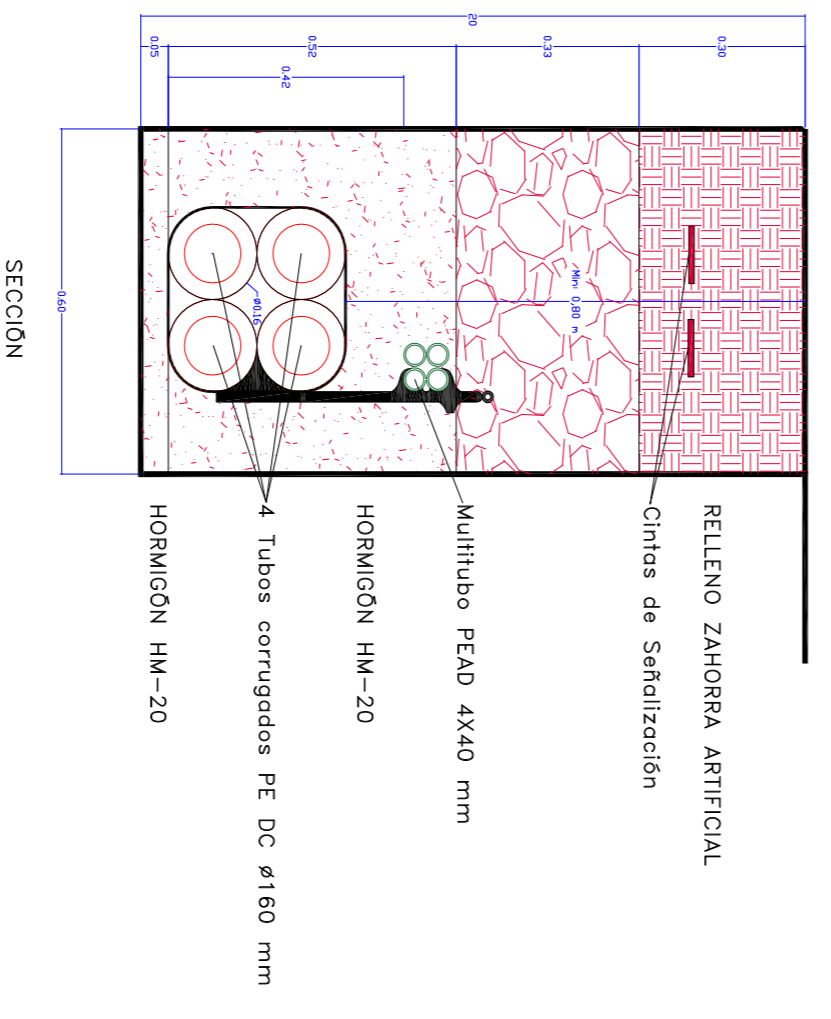 RELLENO ZAHORRA ARTIFICIAL
Cintas de Señalización
Multitubo PEAD 4X40 mm
HORMIGÓN HM-20
4 Tubos corrugados PE DC Ø160 mm
HORMIGÓN HM-20
0.30
0.33
0.52
0.42
0.05
20
Min: 0,80 m
Ø0.16
0.60
SECCIÓN